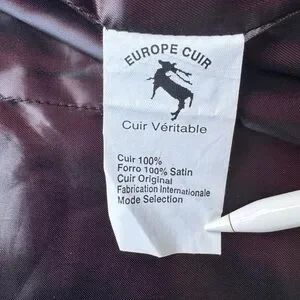 EUROPE CUIR
Cuir Véritable
Cuir 100%
Forro 100% Satin
Cuir Original
Fabrication Internationale
Mode Selection